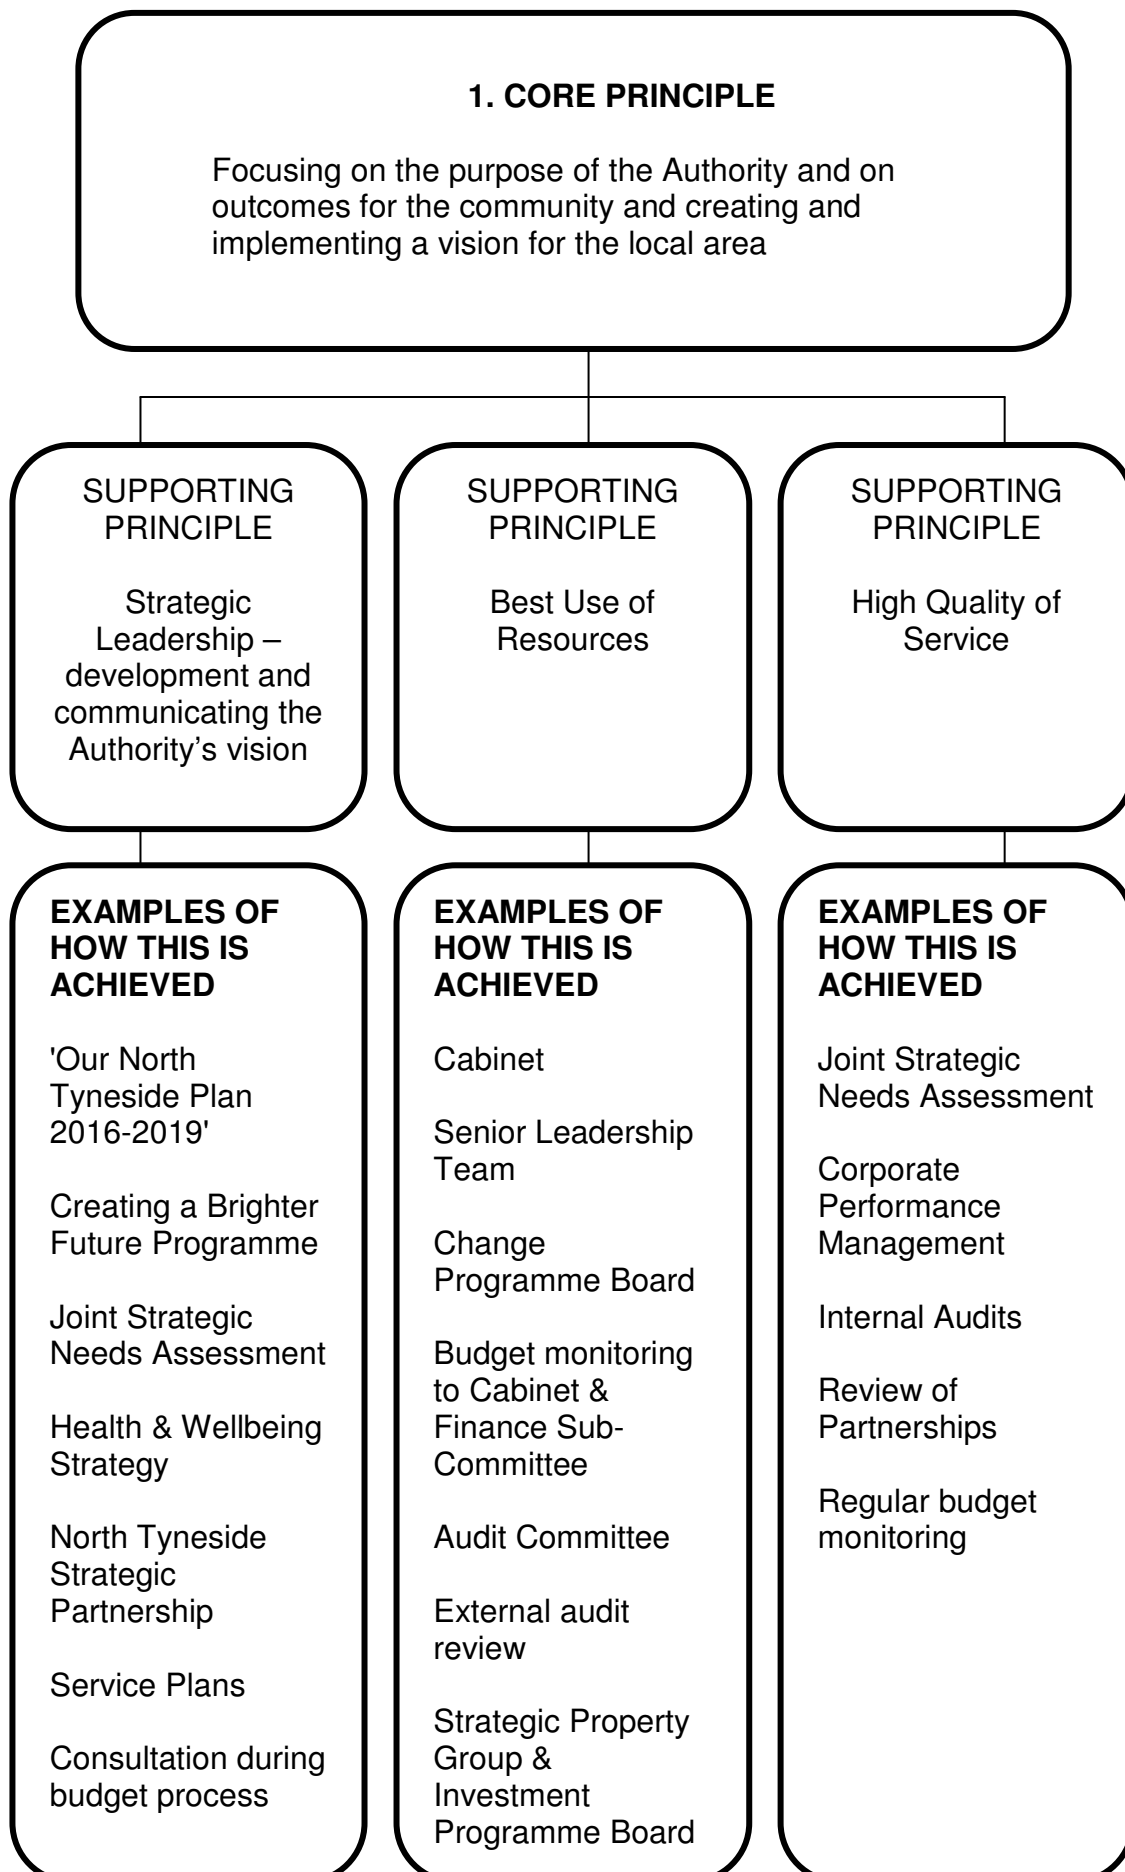 1. CORE PRINCIPLE
Focusing on the purpose of the Authority and on
outcomes for the community and creating and
implementing a vision for the local area
SUPPORTING
PRINCIPLE
Strategic
Leadership –
development and
communicating the
Authority’s vision
SUPPORTING
PRINCIPLE
Best Use of
Resources
SUPPORTING
PRINCIPLE
High Quality of
Service
EXAMPLES OF
HOW THIS IS
ACHIEVED
'Our North
Tyneside Plan
2016-2019'
Creating a Brighter
Future Programme
Joint Strategic
Needs Assessment
Health & Wellbeing
Strategy
North Tyneside
Strategic
Partnership
Service Plans
Consultation during
budget process
EXAMPLES OF
HOW THIS IS
ACHIEVED
Cabinet
Senior Leadership
Team
Change
Programme Board
Budget monitoring
to Cabinet &
Finance Sub-
Committee
Audit Committee
External audit
review
Strategic Property
Group &
Investment
Programme Board
EXAMPLES OF
HOW THIS IS
ACHIEVED
Joint Strategic
Needs Assessment
Corporate
Performance
Management
Internal Audits
Review of
Partnerships
Regular budget
monitoring